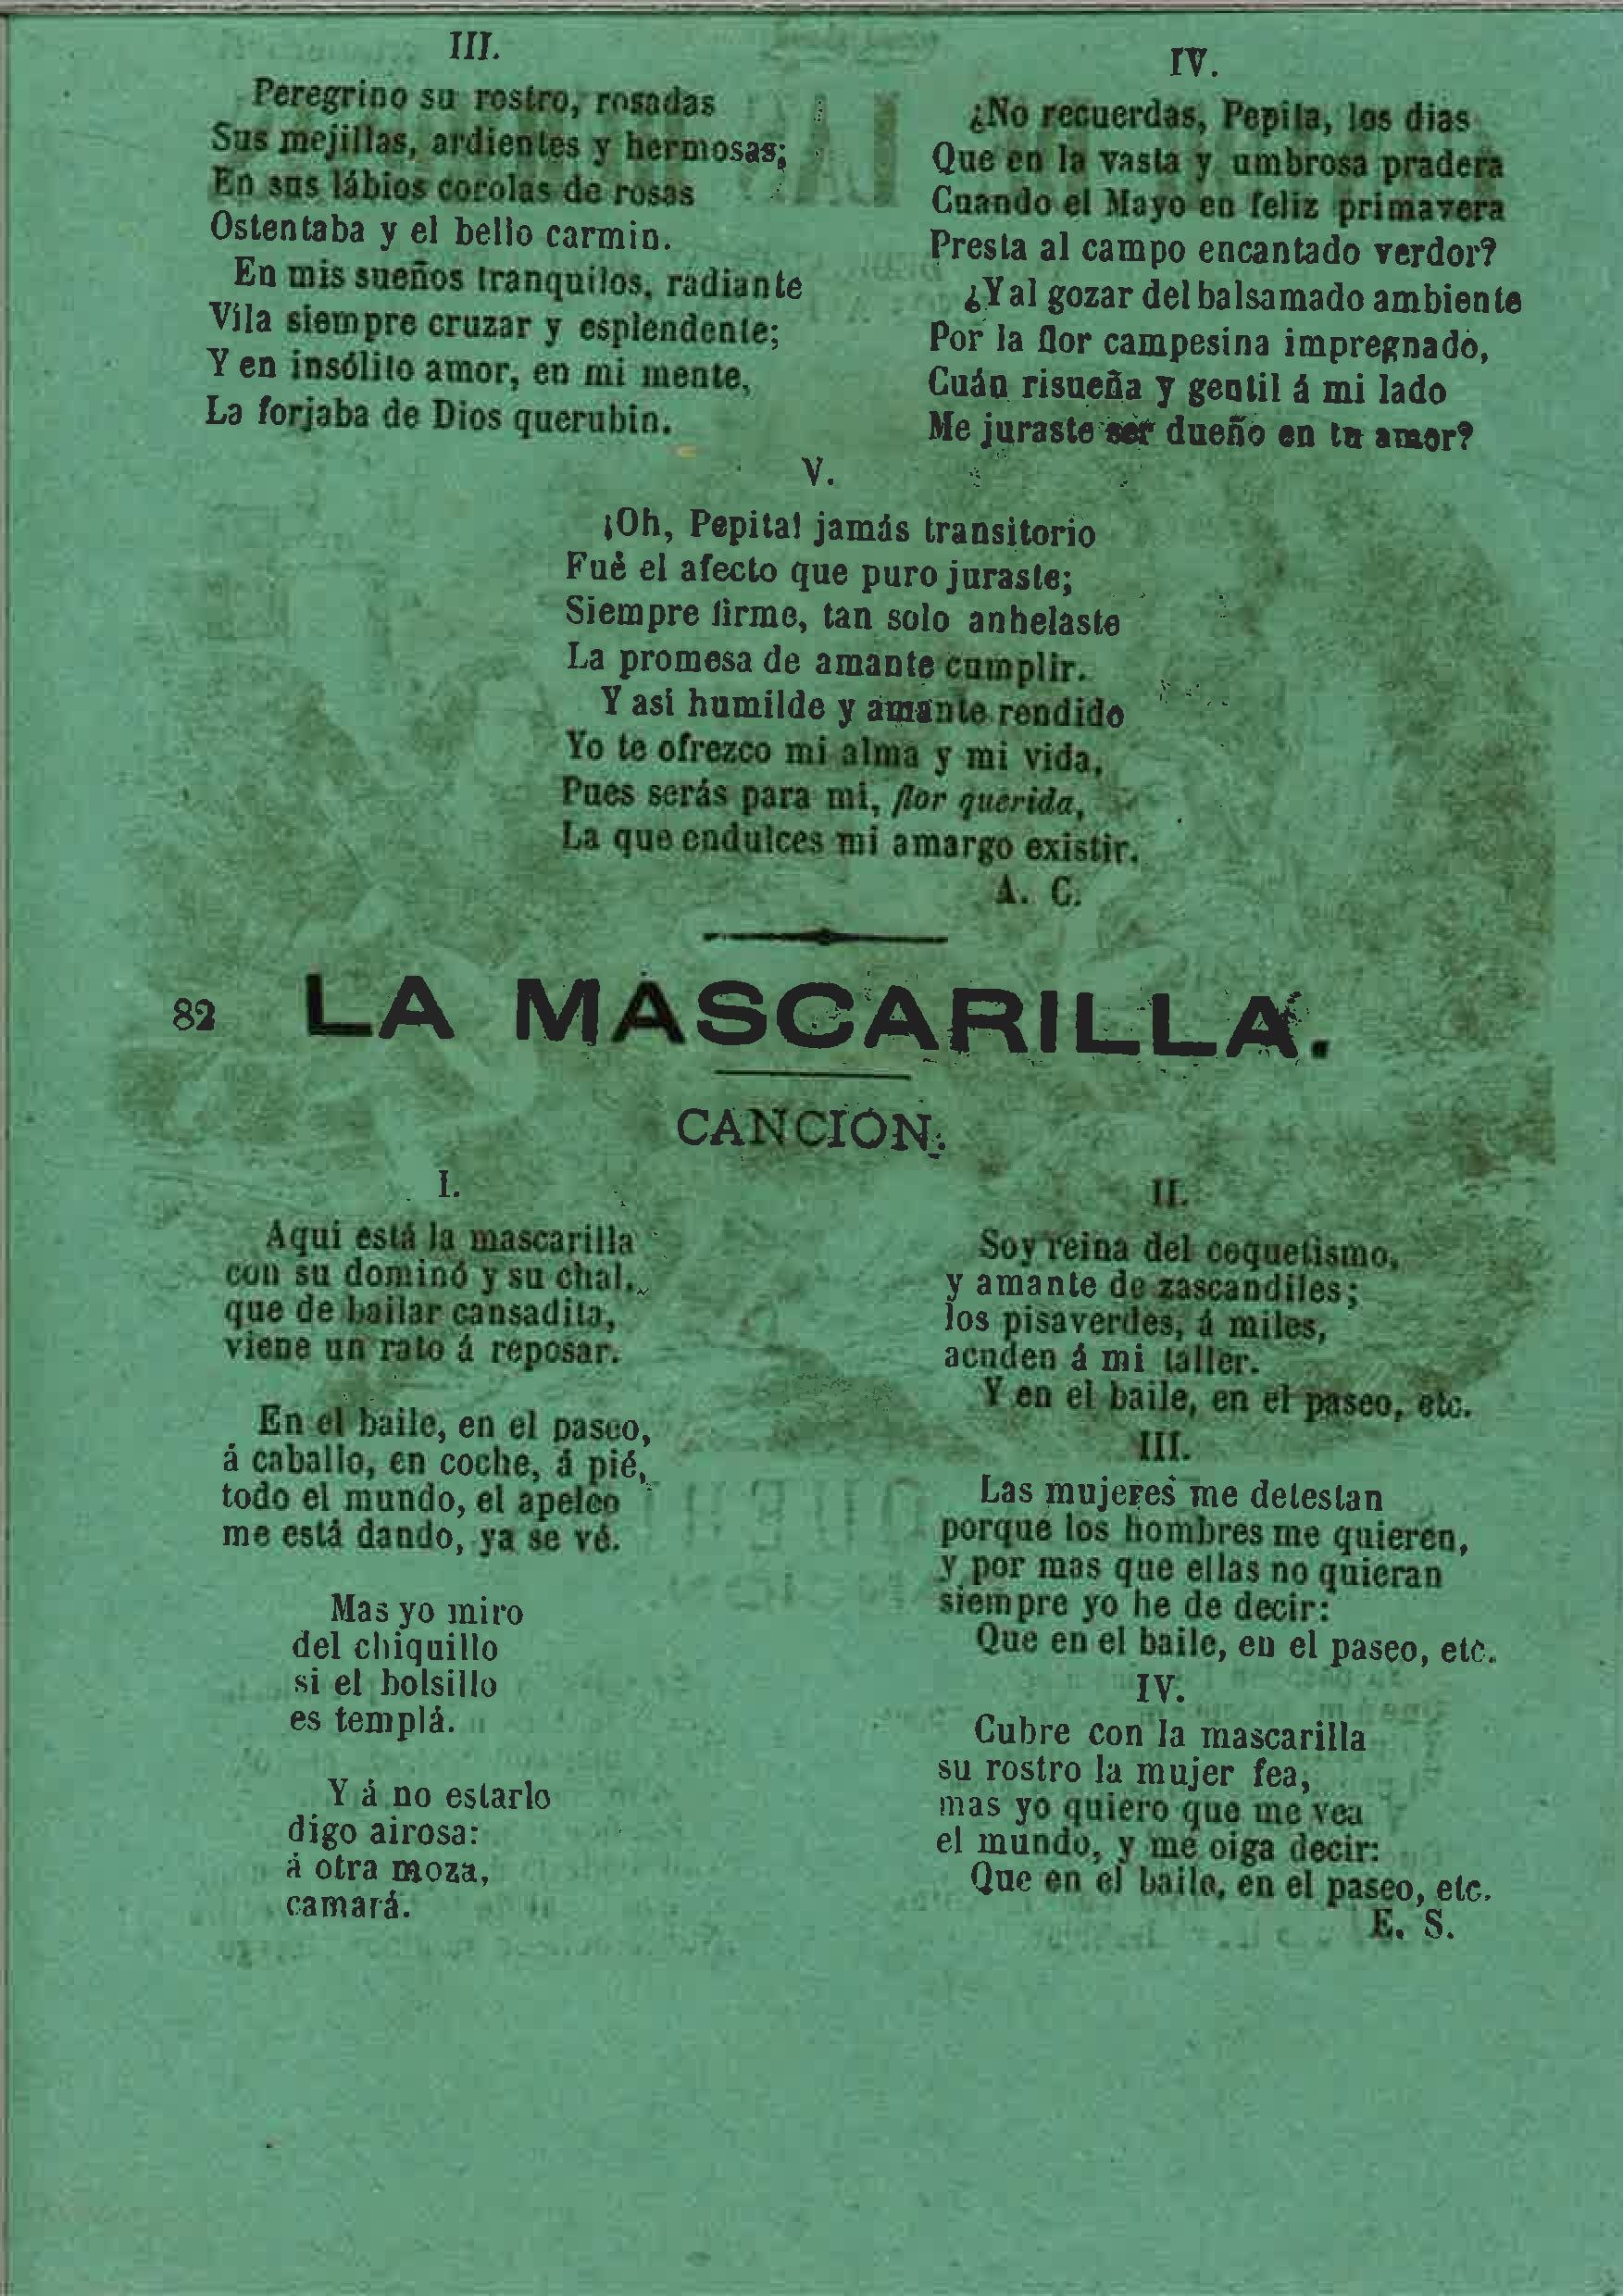 III.
Peregrino su rostro, rosadas
Sus mejillas, ardientes y hermosas;
En sus lábios corolas de rosas
Ostentaba y el bello carmin.
En mis sueños tranquilos, radiante
Vila siempre cruzar y esplendente;
Y en insólito amor, en mi mente,
La forjaba de Dios querubin.
IV.
¿No recuerdas, Pepita, los dias
Que en la vasta y umbrosa pradera
Cuando el Mayo en feliz primavera
Presta al campo encantado verdor?
¿Y al gozar del balsamado ambiente
Por la flor campesina impregnado,
Cuán risueña y gentil á mi lado
Me juraste ser dueño en tu amor?
V.
¡Oh, Pepita! jamás transitorio
Fué el afecto que puro juraste;
Siempre firme, tan solo anhelaste
La promesa de amante cumplir.
Y asi humilde y amante rendido
Yo te ofrezco mi alma y mi vida,
Pues serás para mi, flor querida,
La que endulces mi amargo existir.
A. C.
82 LA MASCARILLA.
CANCION.
I.
Aqui está la mascarilla
con su dominó y su chal,
que de bailar cansadita,
viene un rato á reposar.
En el baile, en el paseo,
á caballo, en coche, á pié,
todo el mundo, el apeleo
me está dando, ya se vé.
Mas yo miro
del chiquillo
si el bolsillo
es templá.
Y á no estarlo
digo airosa:
á otra moza,
camará.
II.
Soy reina del coquetismo,
y amante de zascandiles;
los pisaverdes, á miles,
acuden á mi taller.
Y en el baile, en el paseo, etc.
III.
Las mujeres me detestan
porque los hombres me quieren,
y por mas que ellas no quieran
siempre yo he de decir:
Que en el baile, en el paseo, etc.
IV.
Cubre con la mascarilla
su rostro la mujer fea,
mas yo quiero que me vea
el mundo, y me oiga decir:
Que en el baile, en el paseo, etc.
E. S.